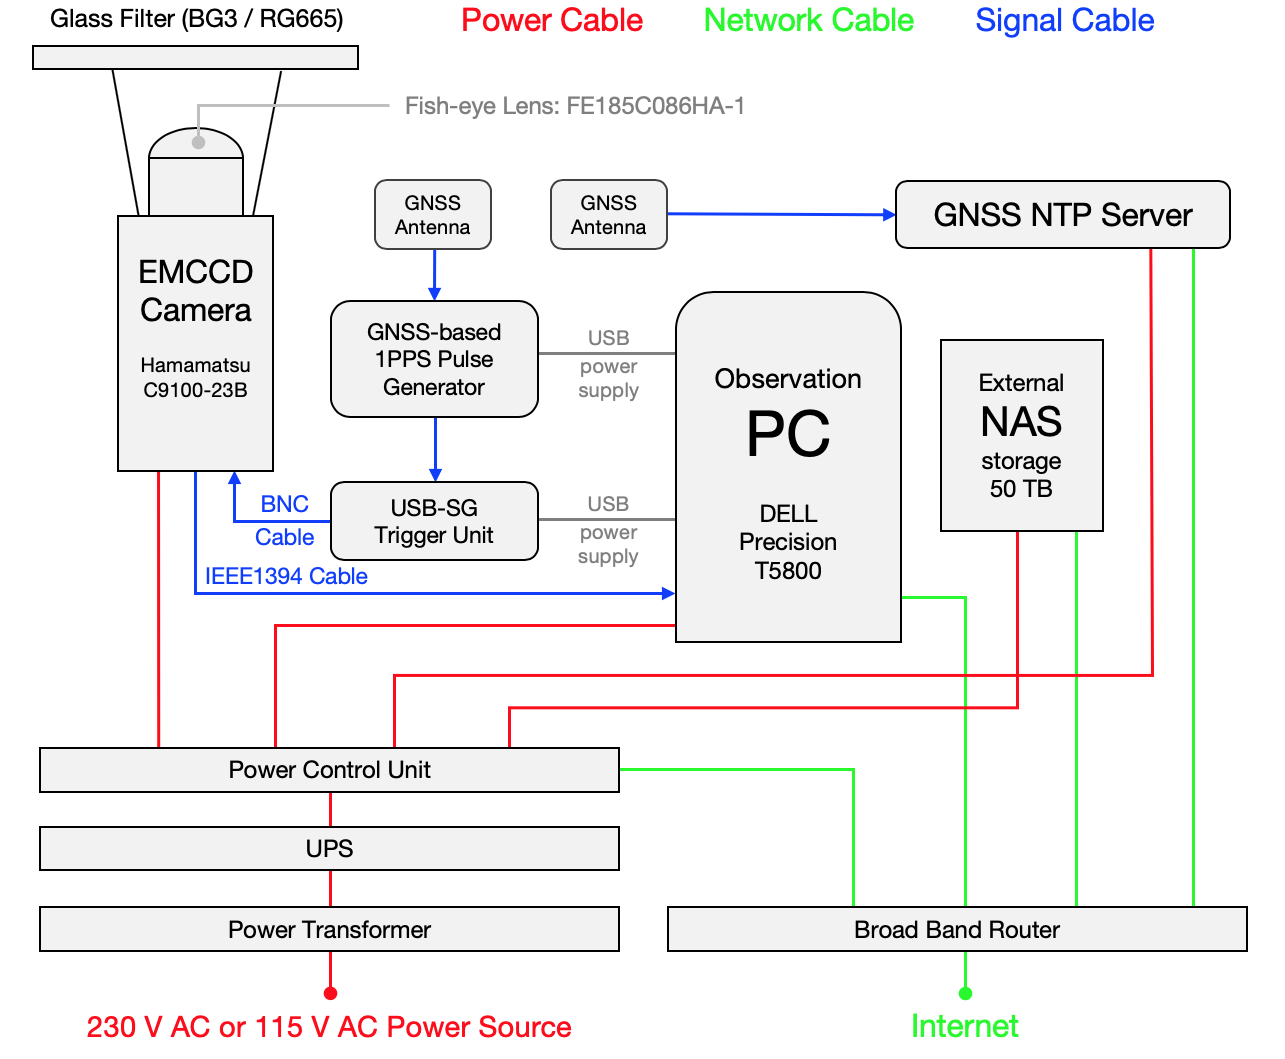 Glass Filter (BG3 / RG665)
Power Cable
Network Cable
Signal Cable
Fish-eye Lens: FE185C086HA-1
GNSS
Antenna
GNSS
Antenna
GNSS NTP Server
EMCCD
Camera
Hamamatsu
C9100-23B
GNSS-based
1PPS Pulse
Generator
USB
power
supply
Observation
PC
DELL
Precision
T5800
External
NAS
storage
50 TB
BNC
Cable
USB-SG
Trigger Unit
USB
power
supply
IEEE1394 Cable
Power Control Unit
UPS
Power Transformer
Broad Band Router
230 V AC or 115 V AC Power Source
Internet